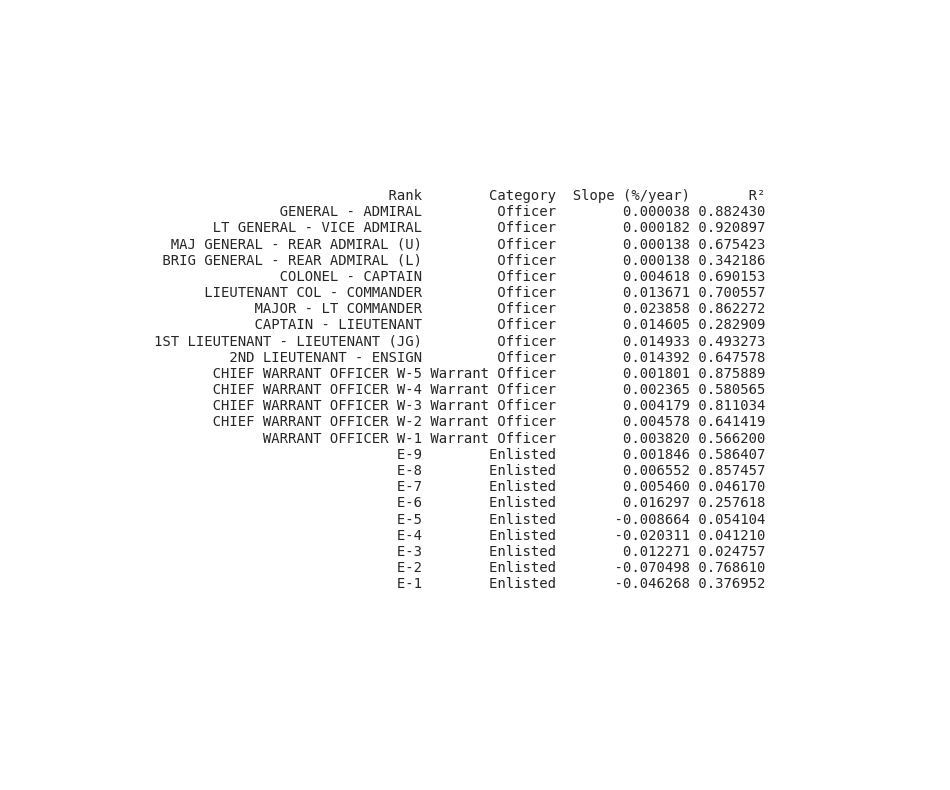 Rank Category Slope (%/year) R²
GENERAL - ADMIRAL Officer 0.000038 0.882430
LT GENERAL - VICE ADMIRAL Officer 0.000182 0.920897
MAJ GENERAL - REAR ADMIRAL (U) Officer 0.000138 0.675423
BRIG GENERAL - REAR ADMIRAL (L) Officer 0.000138 0.342186
COLONEL - CAPTAIN Officer 0.004618 0.690153
LIEUTENANT COL - COMMANDER Officer 0.013671 0.700557
MAJOR - LT COMMANDER Officer 0.023858 0.862272
CAPTAIN - LIEUTENANT Officer 0.014605 0.282909
1ST LIEUTENANT - LIEUTENANT (JG) Officer 0.014933 0.493273
2ND LIEUTENANT - ENSIGN Officer 0.014392 0.647578
CHIEF WARRANT OFFICER W-5 Warrant Officer 0.001801 0.875889
CHIEF WARRANT OFFICER W-4 Warrant Officer 0.002365 0.580565
CHIEF WARRANT OFFICER W-3 Warrant Officer 0.004179 0.811034
CHIEF WARRANT OFFICER W-2 Warrant Officer 0.004578 0.641419
WARRANT OFFICER W-1 Warrant Officer 0.003820 0.566200
E-9 Enlisted 0.001846 0.586407
E-8 Enlisted 0.006552 0.857457
E-7 Enlisted 0.005460 0.046170
E-6 Enlisted 0.016297 0.257618
E-5 Enlisted -0.008664 0.054104
E-4 Enlisted -0.020311 0.041210
E-3 Enlisted 0.012271 0.024757
E-2 Enlisted -0.070498 0.768610
E-1 Enlisted -0.046268 0.376952